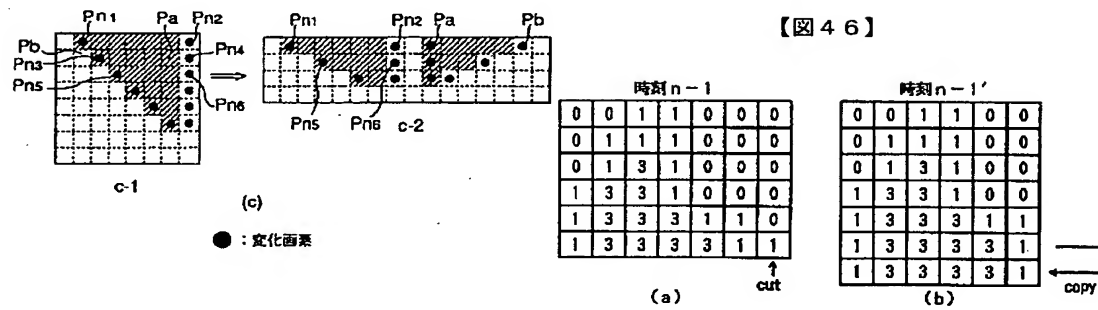 Pn1 Pa Pn2
Pb
Pn3
Pn4
Pn5
Pn6
c-1
Pn1 Pn2 Pa Pb
Pn5 Pn6
c-2
(c)
● : 変化画素
【図46】
時刻n-1
0 0 1 1 0 0 0
0 1 1 1 0 0 0
0 1 3 1 0 0 0
1 3 3 1 0 0 0
1 3 3 3 1 1 0
1 3 3 3 3 1 1
cut
(a)
時刻n-1'
0 0 1 1 0 0
0 1 1 1 0 0
0 1 3 1 0 0
1 3 3 1 0 0
1 3 3 3 1 1
1 3 3 3 3 1
1 3 3 3 3 1
copy
(b)